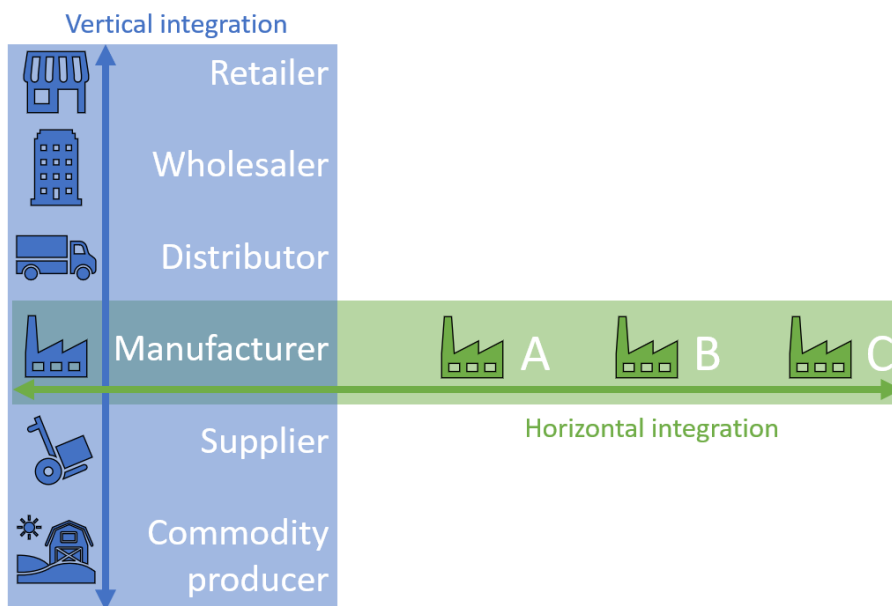 Vertical integration
Retailer
Wholesaler
Distributor
Manufacturer
A
B
C
Horizontal integration
Supplier
Commodity
producer